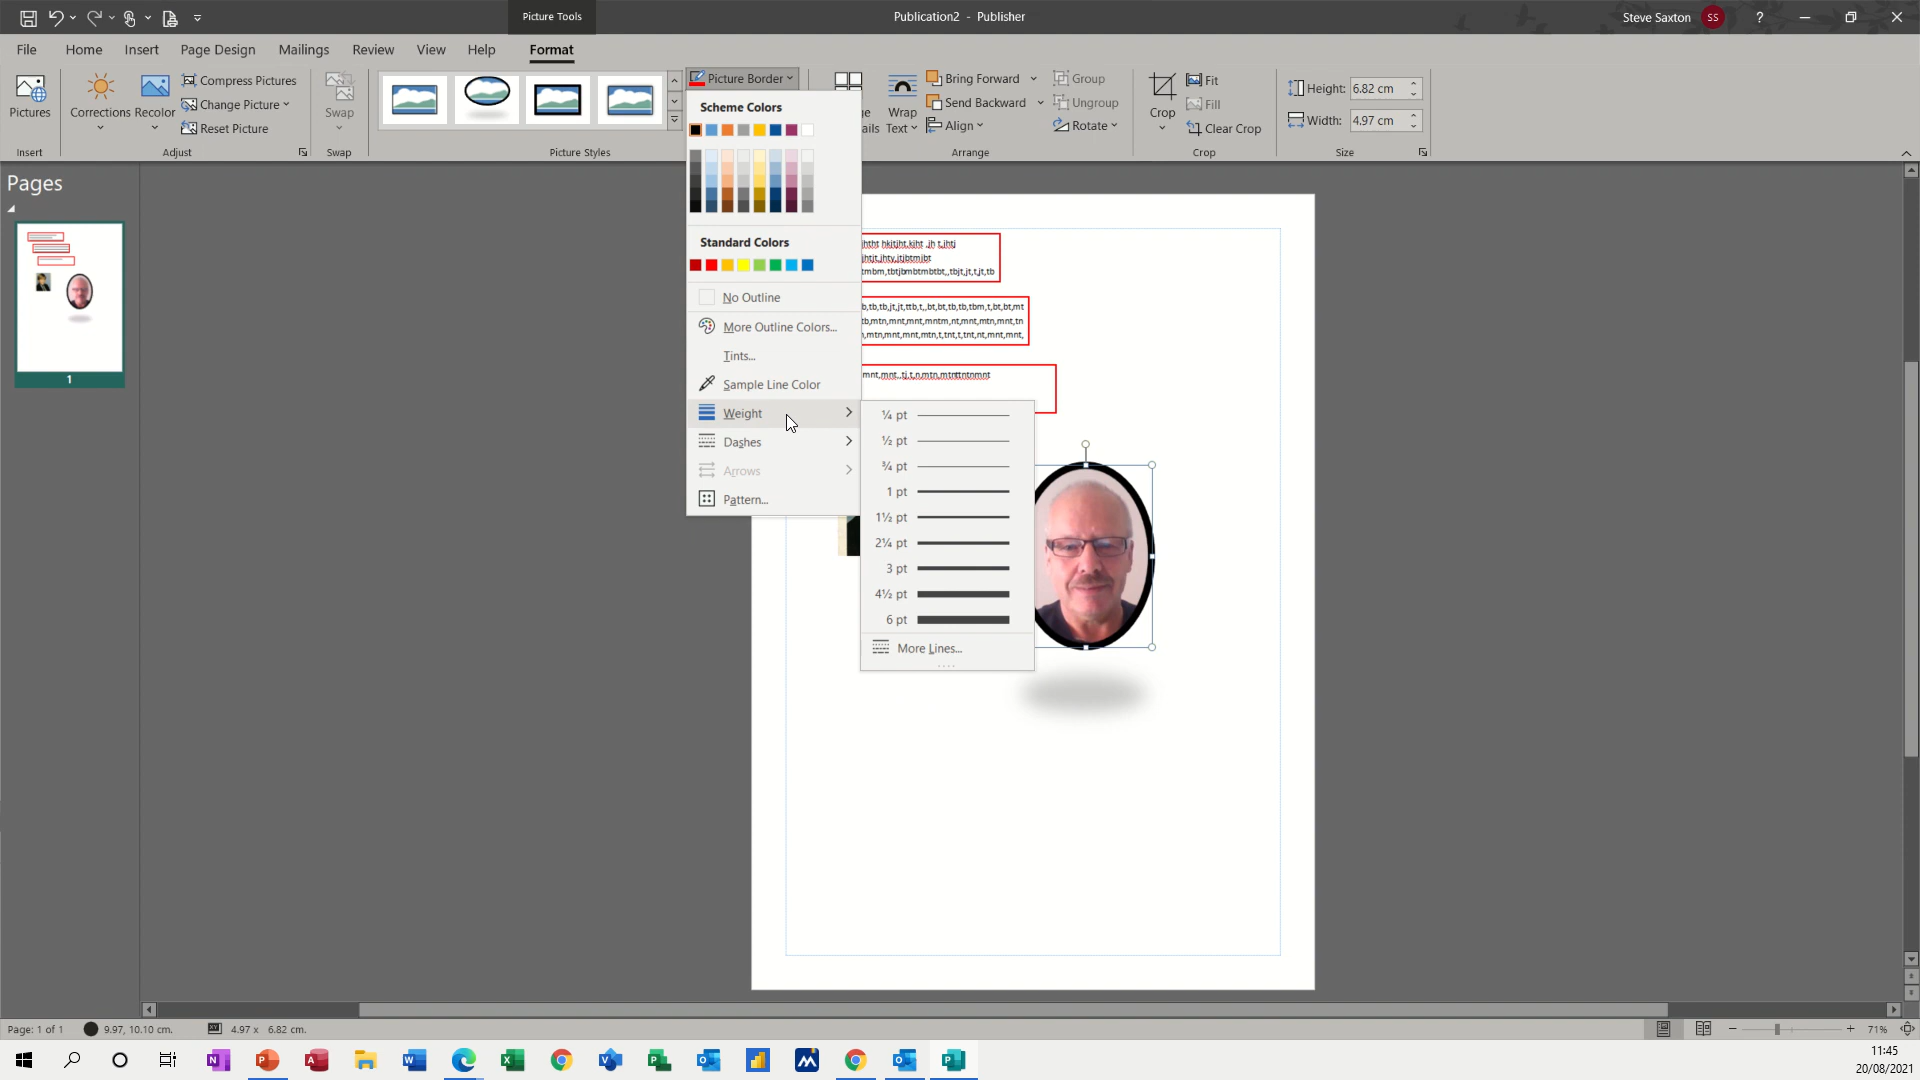 Picture Tools
Publication2 - Publisher
Steve Saxton
SS
?
File
Home
Insert
Page Design
Mailings
Review
View
Help
Format
Pictures
Insert
Corrections
Recolor
Compress Pictures
Change Picture
Reset Picture
Adjust
Swap
Swap
Picture Styles
Picture Border
Wrap
Text
Bring Forward
Send Backward
Align
Group
Ungroup
Rotate
Arrange
Crop
Fit
Fill
Clear Crop
Crop
Height: 6.82 cm
Width: 4.97 cm
Size
Scheme Colors
Standard Colors
No Outline
More Outline Colors...
Tints...
Sample Line Color
Weight
Dashes
Arrows
Pattern...
¼ pt
½ pt
¾ pt
1 pt
1½ pt
2¼ pt
3 pt
4½ pt
6 pt
More Lines...
Pages
1
Page: 1 of 1
9.97, 10.10 cm.
4.97 x 6.82 cm.
71%
11:45
20/08/2021